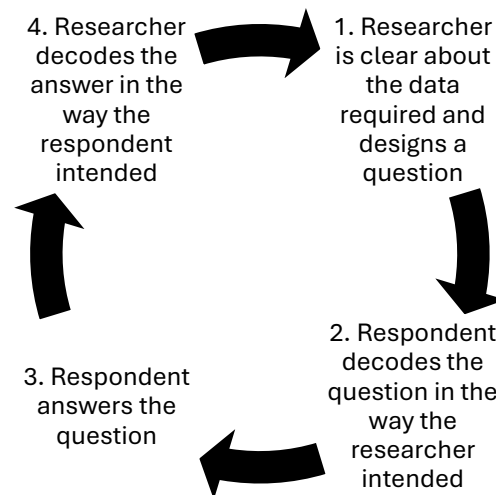 4. Researcher
decodes the
answer in the
way the
respondent
intended
1. Researcher
is clear about
the data
required and
designs a
question
2. Respondent
decodes the
question in the
way the
researcher
intended
3. Respondent
answers the
question